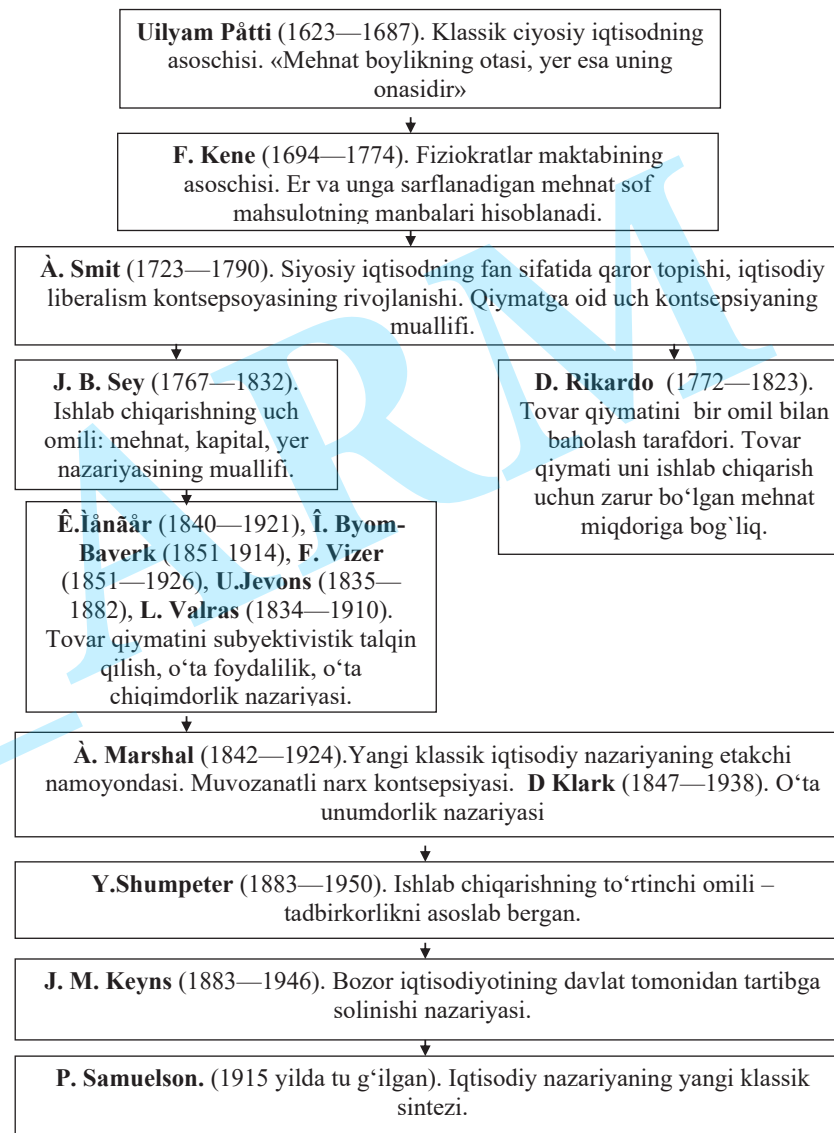 Uilyam Påtti (1623—1687). Klassik ciyosiy iqtisodning
asoschisi. «Mehnat boylikning otasi, yer esa uning
onasidir»
F. Kene (1694—1774). Fiziokratlar maktabining
asoschisi. Er va unga sarflanadigan mehnat sof
mahsulotning manbalari hisoblanadi.
À. Smit (1723—1790). Siyosiy iqtisodning fan sifatida qaror topishi, iqtisodiy
liberalism kontsepsoyasining rivojlanishi. Qiymatga oid uch kontsepsiyaning
muallifi.
J. B. Sey (1767—1832).
Ishlab chiqarishning uch
omili: mehnat, kapital, yer
nazariyasining muallifi.
D. Rikardo (1772—1823).
Tovar qiymatini bir omil bilan
baholash tarafdori. Tovar
qiymati uni ishlab chiqarish
uchun zarur bo‘lgan mehnat
miqdoriga bog`liq.
Ê.Ìånãår (1840—1921), Î. Byom-
Baverk (1851 1914), F. Vizer
(1851—1926), U.Jevons (1835—
1882), L. Valras (1834—1910).
Tovar qiymatini subyektivistik talqin
qilish, o‘ta foydalilik, o‘ta
chiqimdorlik nazariyasi.
À. Marshal (1842—1924).Yangi klassik iqtisodiy nazariyaning etakchi
namoyondasi. Muvozanatli narx kontsepsiyasi. D Klark (1847—1938). O‘ta
unumdorlik nazariyasi
Y.Shumpeter (1883—1950). Ishlab chiqarishning to‘rtinchi omili –
tadbirkorlikni asoslab bergan.
J. M. Keyns (1883—1946). Bozor iqtisodiyotining davlat tomonidan tartibga
solinishi nazariyasi.
P. Samuelson. (1915 yilda tu g‘ilgan). Iqtisodiy nazariyaning yangi klassik
sintezi.
_ARM